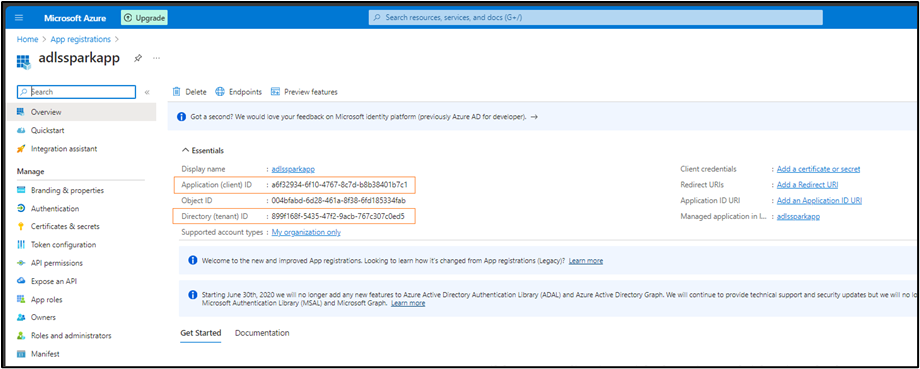 Microsoft Azure
Upgrade
Search resources, services, and docs (G+/)
Home > App registrations >
adlssparkapp
...
Search
«
Overview
Quickstart
Integration assistant
Manage
Branding & properties
Authentication
Certificates & secrets
Token configuration
API permissions
Expose an API
App roles
Owners
Roles and administrators
Manifest
Delete
Endpoints
Preview features
Got a second? We would love your feedback on Microsoft identity platform (previously Azure AD for developer). →
Essentials
Display name : adlssparkapp
Application (client) ID : a6f32934-6f10-4767-8c7d-b8b38401b7c1
Object ID : 004bfabd-6d28-461a-8f38-6fd185334fab
Directory (tenant) ID : 899f168f-5435-47f2-9acb-767c307c0ed5
Supported account types : My organization only
Client credentials : Add a certificate or secret
Redirect URIs : Add a Redirect URI
Application ID URI : Add an Application ID URI
Managed application in l... : adlssparkapp
Welcome to the new and improved App registrations. Looking to learn how it's changed from App registrations (Legacy)? Learn more
Starting June 30th, 2020 we will no longer add any new features to Azure Active Directory Authentication Library (ADAL) and Azure Active Directory Graph. We will continue to provide technical support and security updates but we will no lo
Microsoft Authentication Library (MSAL) and Microsoft Graph. Learn more
Get Started
Documentation